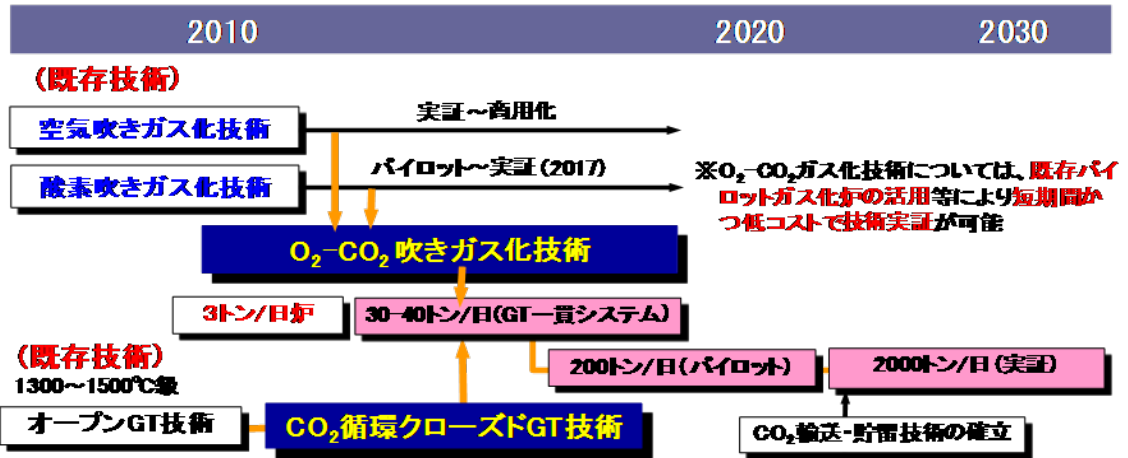 2010 2020 2030
(既存技術)
空気吹きガス化技術
実証～商用化
酸素吹きガス化技術
パイロット～実証(2017)
※O₂-CO₂ガス化技術については、既存パイ
ロットガス化炉の活用等により短期間か
つ低コストで技術実証が可能
O₂-CO₂ 吹きガス化技術
3トン/日炉
30-40トン/日(GT一貫システム)
(既存技術)
1300～1500℃級
200トン/日(パイロット)
2000トン/日(実証)
オープンGT技術
CO₂循環クローズドGT技術
CO₂輸送・貯留技術の確立